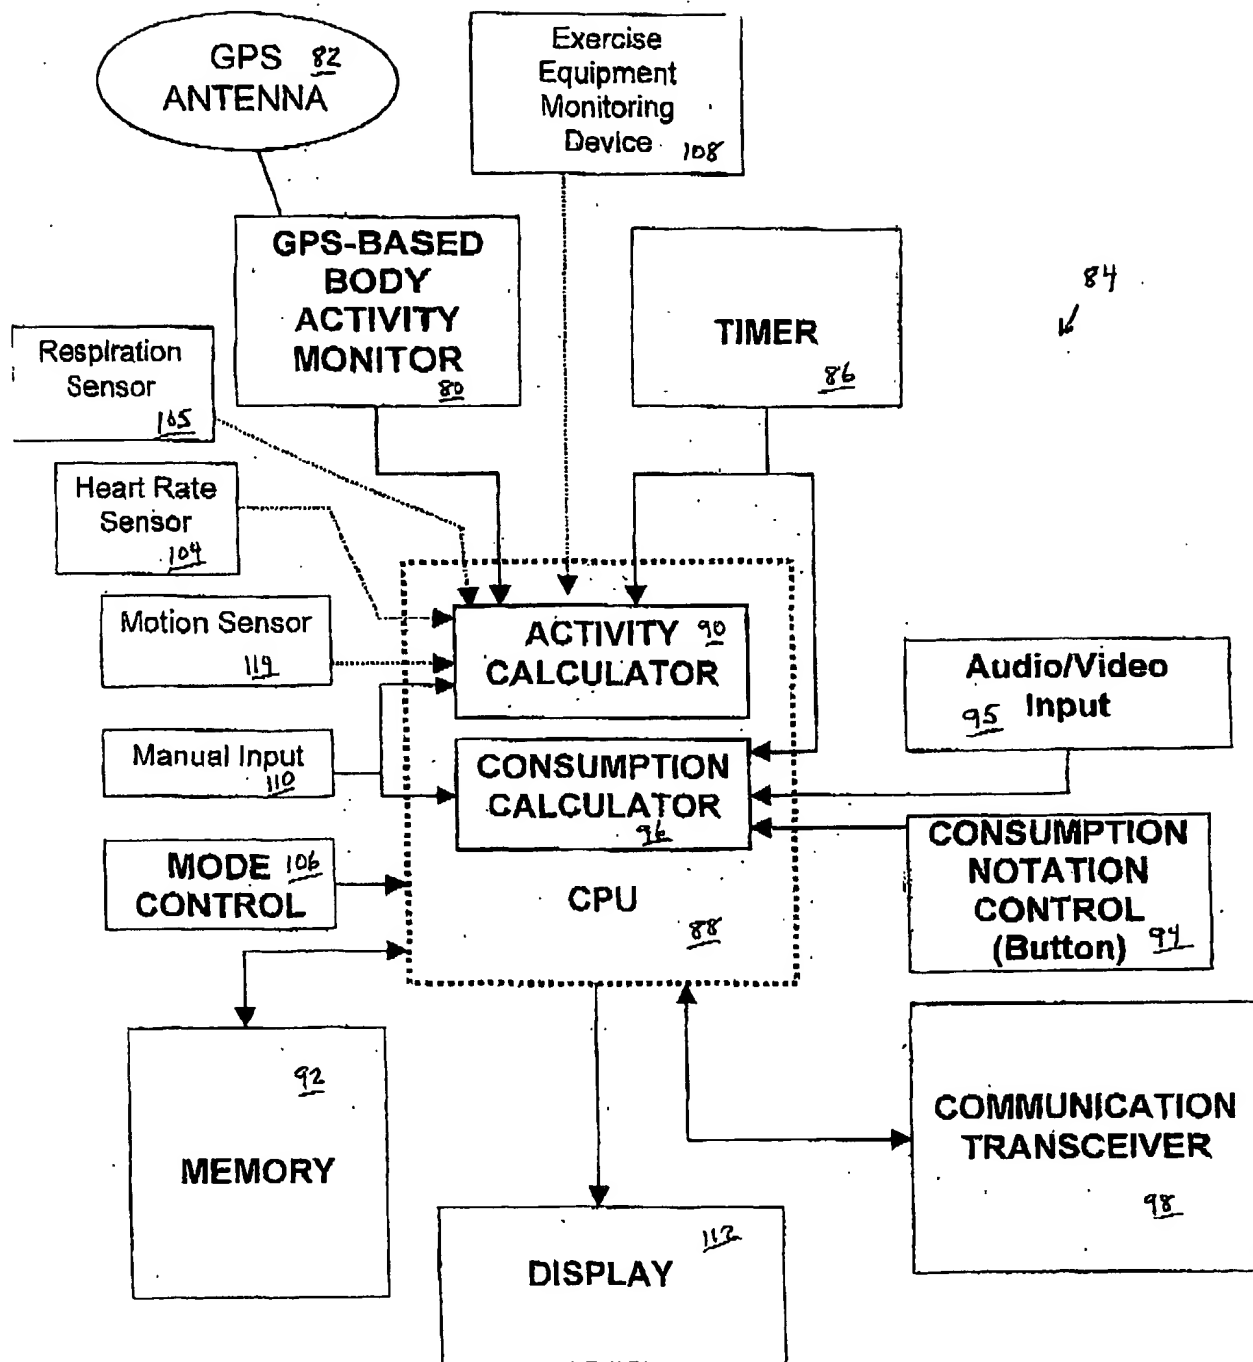 GPS 82
ANTENNA
Exercise
Equipment
Monitoring
Device
108
GPS-BASED
BODY
ACTIVITY
MONITOR
80
TIMER
86
84
Respiration
Sensor
105
Heart Rate
Sensor
104
Motion Sensor
119
Manual Input
110
MODE 106
CONTROL
ACTIVITY 90
CALCULATOR
CONSUMPTION
CALCULATOR
96
CPU
88
Audio/Video
95 Input
CONSUMPTION
NOTATION
CONTROL
(Button) 94
92
MEMORY
112
DISPLAY
COMMUNICATION
TRANSCEIVER
98